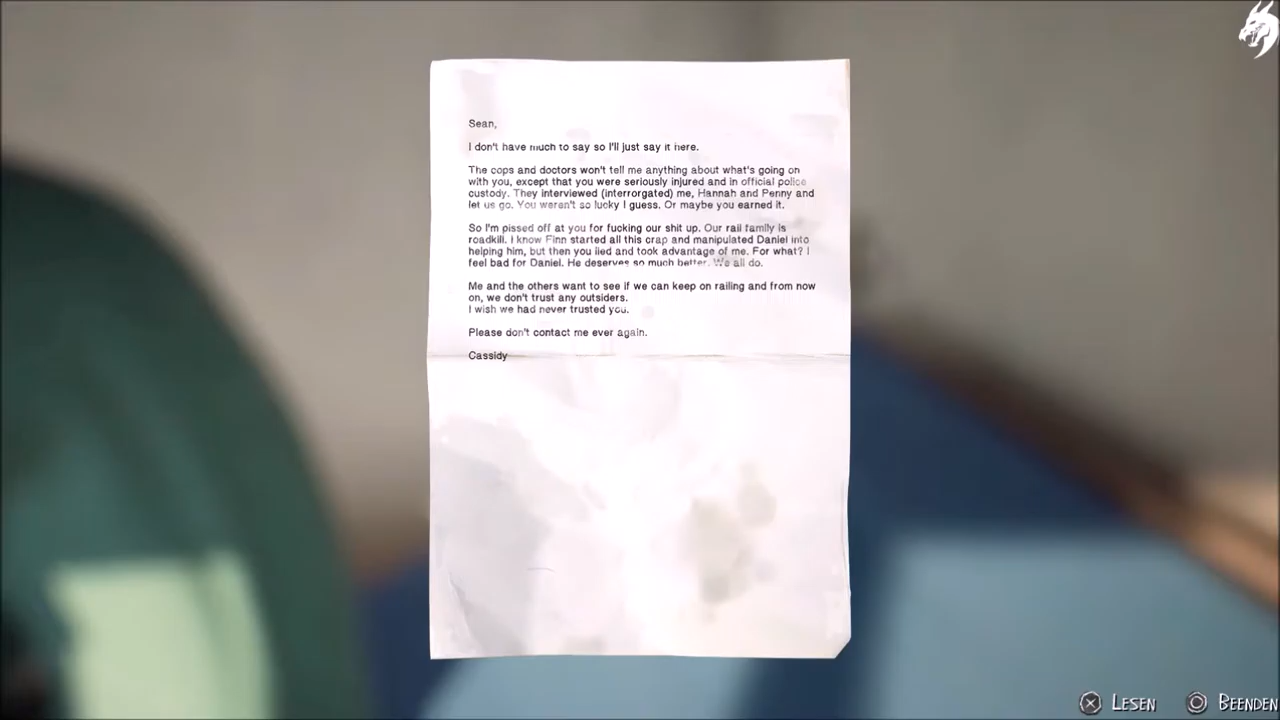 Sean,
I don't have much to say so I'll just say it here.
The cops and doctors won't tell me anything about what's going on
with you, except that you were seriously injured and in official police
custody. They interviewed (interrorgated) me, Hannah and Penny and
let us go. You weren't so lucky I guess. Or maybe you earned it.
So I'm pissed off at you for fucking our shit up. Our rail family is
roadkill. I know Finn started all this crap and manipulated Daniel into
helping him, but then you lied and took advantage of me. For what? I
feel bad for Daniel. He deserves so much better. We all do.
Me and the others want to see if we can keep on railing and from now
on, we don't trust any outsiders.
I wish we had never trusted you.
Please don't contact me ever again.
Cassidy
LESEN
BEENDEN